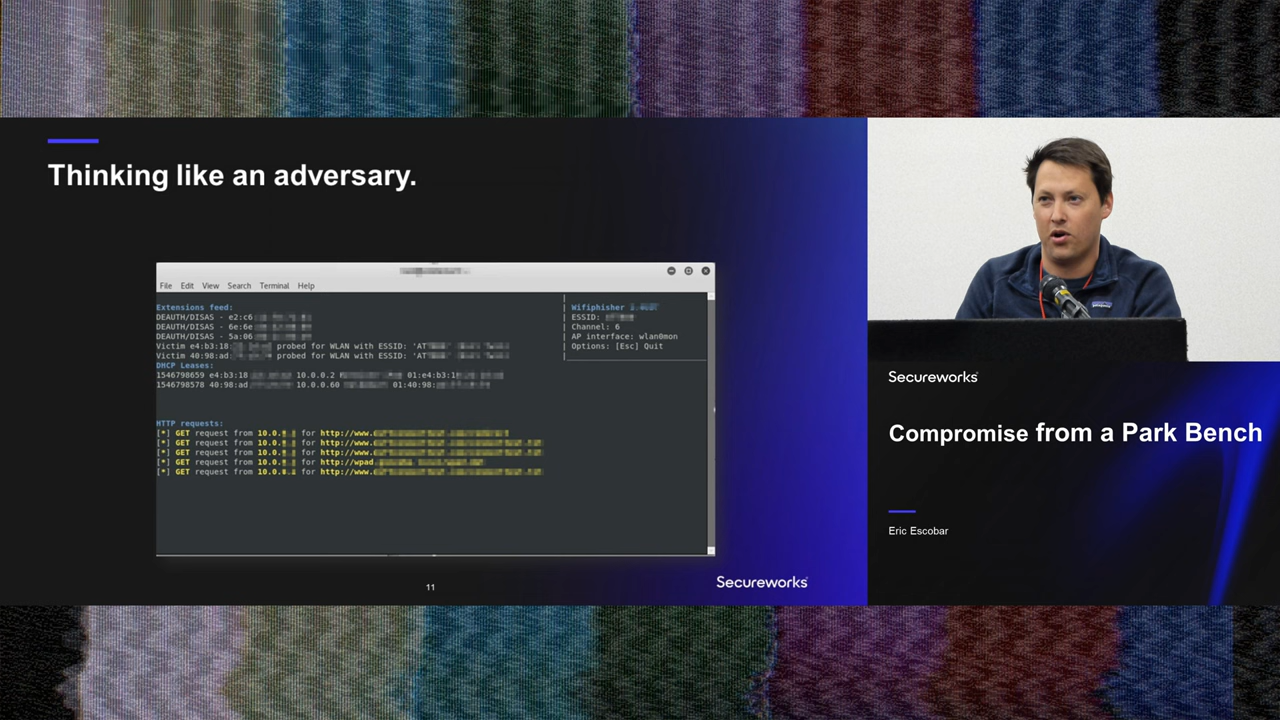 Thinking like an adversary.
File Edit View Search Terminal Help
Extensions feed:
DEAUTH/DISAS - e2:c6
DEAUTH/DISAS - 6e:6e
DEAUTH/DISAS - 5a:06
Victim e4:b3:18: probed for WLAN with ESSID: 'AT
Victim 40:98:ad: probed for WLAN with ESSID: 'AT
DHCP Leases:
1546798659 e4:b3:18 10.0.0.2 01:e4:b3:1
1546798578 40:98:ad 10.0.0.60 01:40:98:
HTTP requests:
[*] GET request from 10.0. for http://www.
[*] GET request from 10.0. for http://www.
[*] GET request from 10.0. for http://www.
[*] GET request from 10.0. for http://wpad
[*] GET request from 10.0. for http://www.
| Wifiphisher
| ESSID:
| Channel: 6
| AP interface: wlan0mon
| Options: [Esc] Quit
11
Secureworks
Secureworks
Compromise from a Park Bench
Eric Escobar